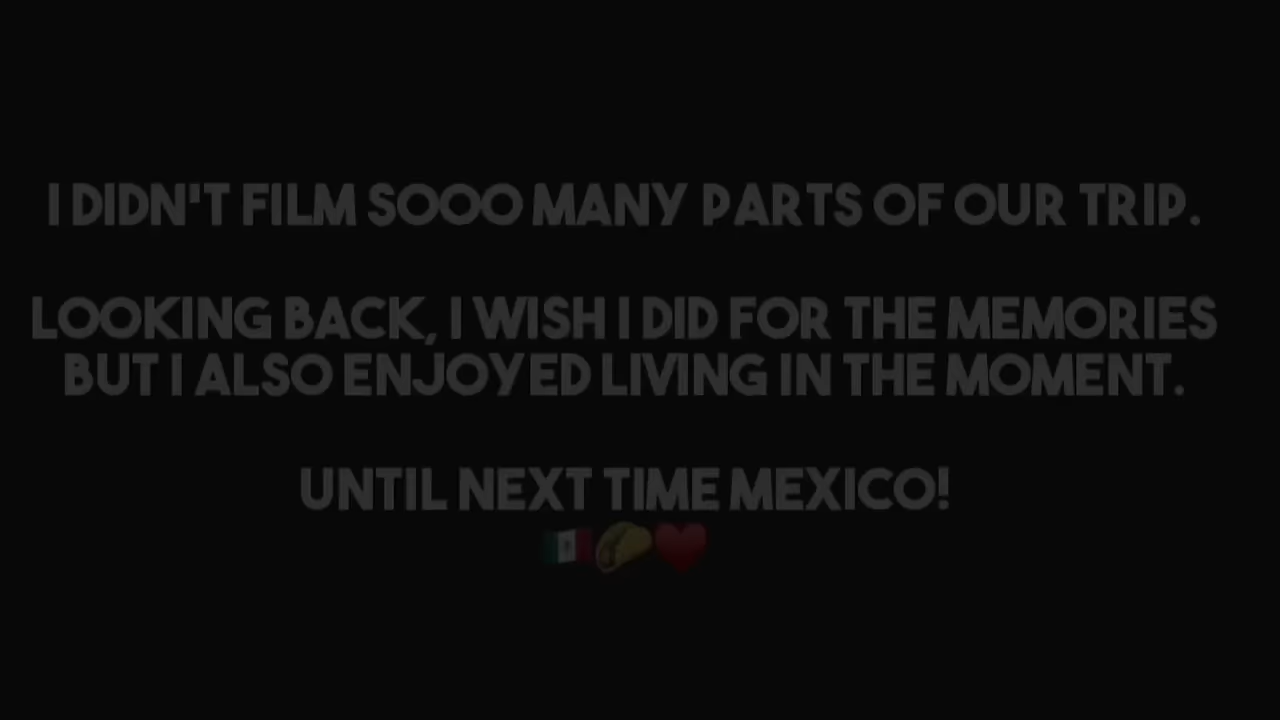 I DIDN'T FILM SOOO MANY PARTS OF OUR TRIP.
LOOKING BACK, I WISH I DID FOR THE MEMORIES
BUT I ALSO ENJOYED LIVING IN THE MOMENT.
UNTIL NEXT TIME MEXICO!
🇲🇽🌮♥️